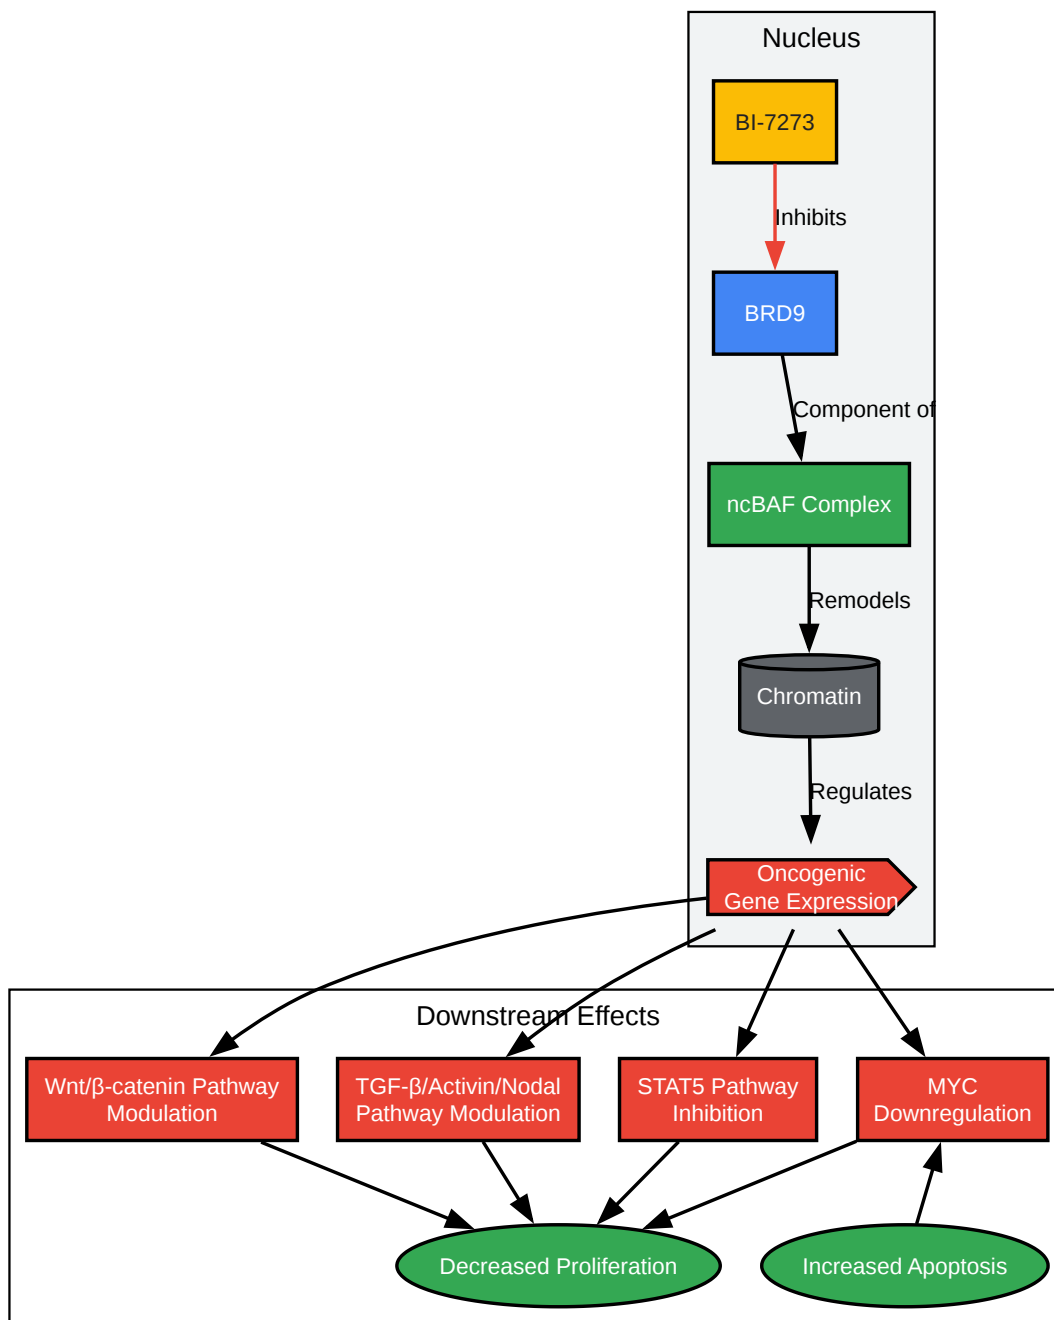 Nucleus
BI-7273
Inhibits
BRD9
Component of
ncBAF Complex
Remodels
Chromatin
Regulates
Oncogenic
Gene Expression
Downstream Effects
Wnt/β-catenin Pathway
Modulation
TGF-β/Activin/Nodal
Pathway Modulation
STAT5 Pathway
Inhibition
MYC
Downregulation
Decreased Proliferation
Increased Apoptosis